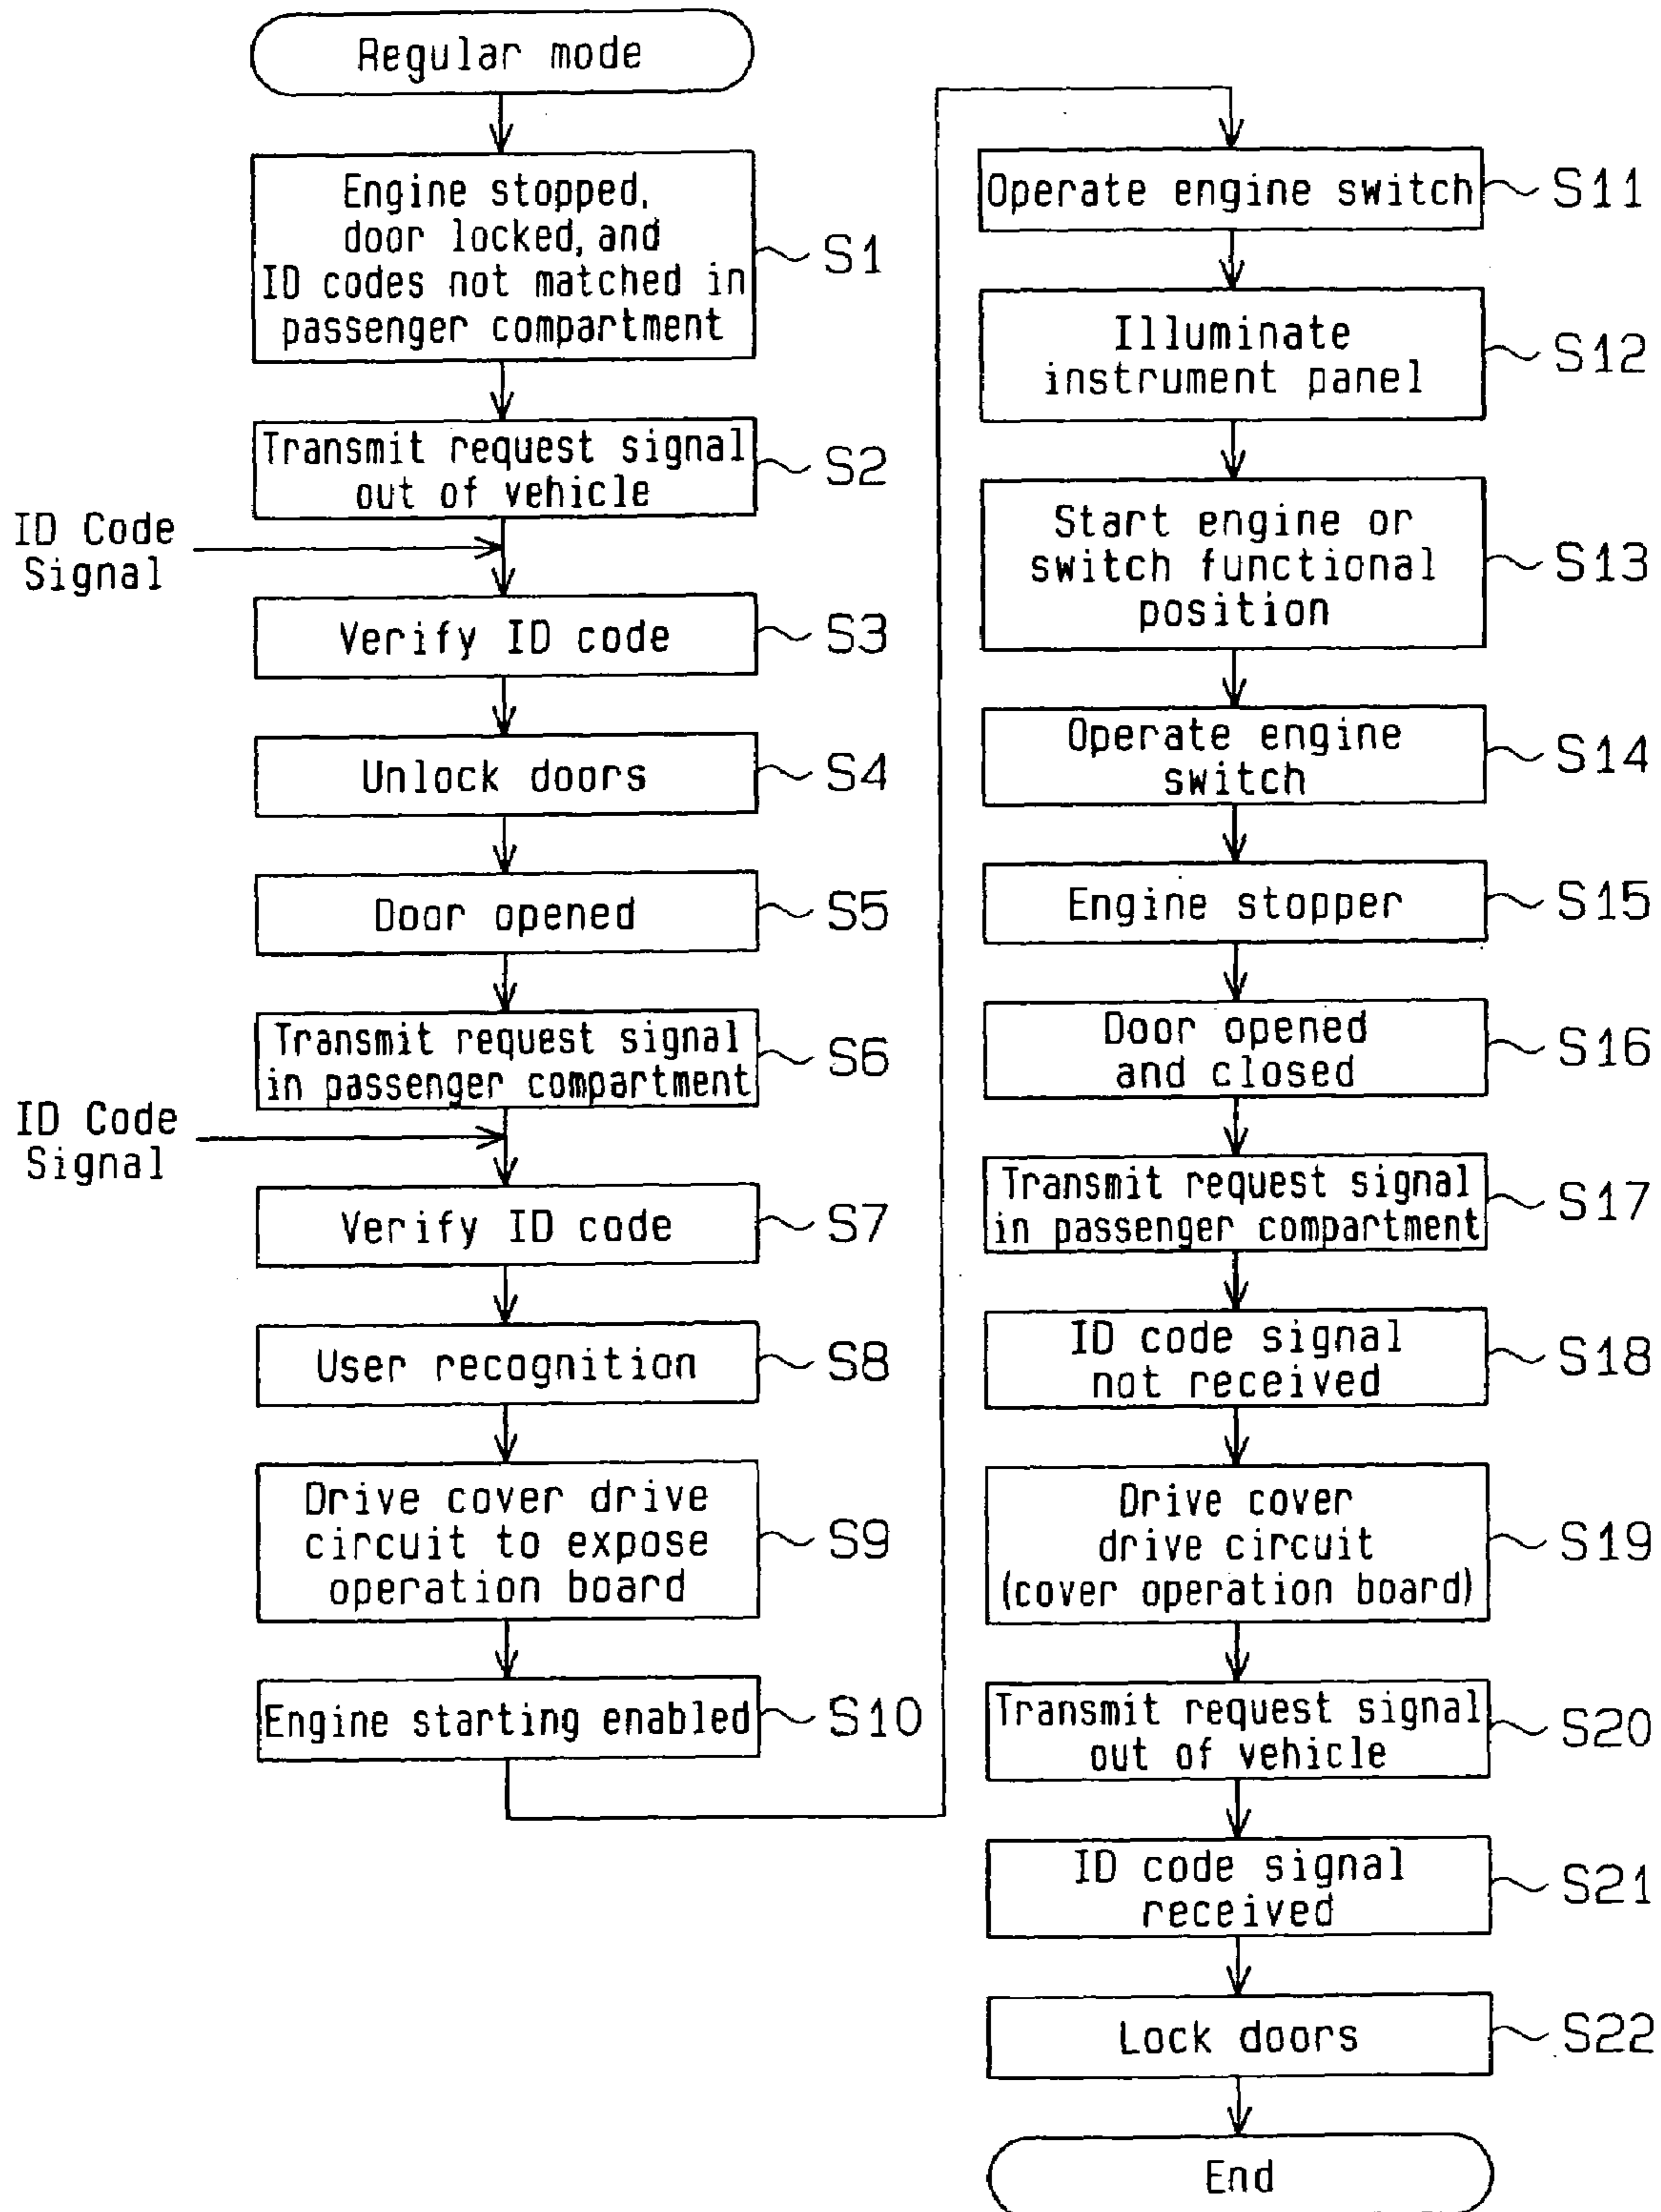 Regular mode
Engine stopped,
door locked, and
ID codes not matched in
passenger compartment
S1
Transmit request signal
out of vehicle
S2
ID Code
Signal
Verify ID code
S3
Unlock doors
S4
Door opened
S5
Transmit request signal
in passenger compartment
S6
ID Code
Signal
Verify ID code
S7
User recognition
S8
Drive cover drive
circuit to expose
operation board
S9
Engine starting enabled
S10
Operate engine switch
S11
Illuminate
instrument panel
S12
Start engine or
switch functional
position
S13
Operate engine
switch
S14
Engine stopper
S15
Door opened
and closed
S16
Transmit request signal
in passenger compartment
S17
ID code signal
not received
S18
Drive cover
drive circuit
(cover operation board)
S19
Transmit request signal
out of vehicle
S20
ID code signal
received
S21
Lock doors
S22
End